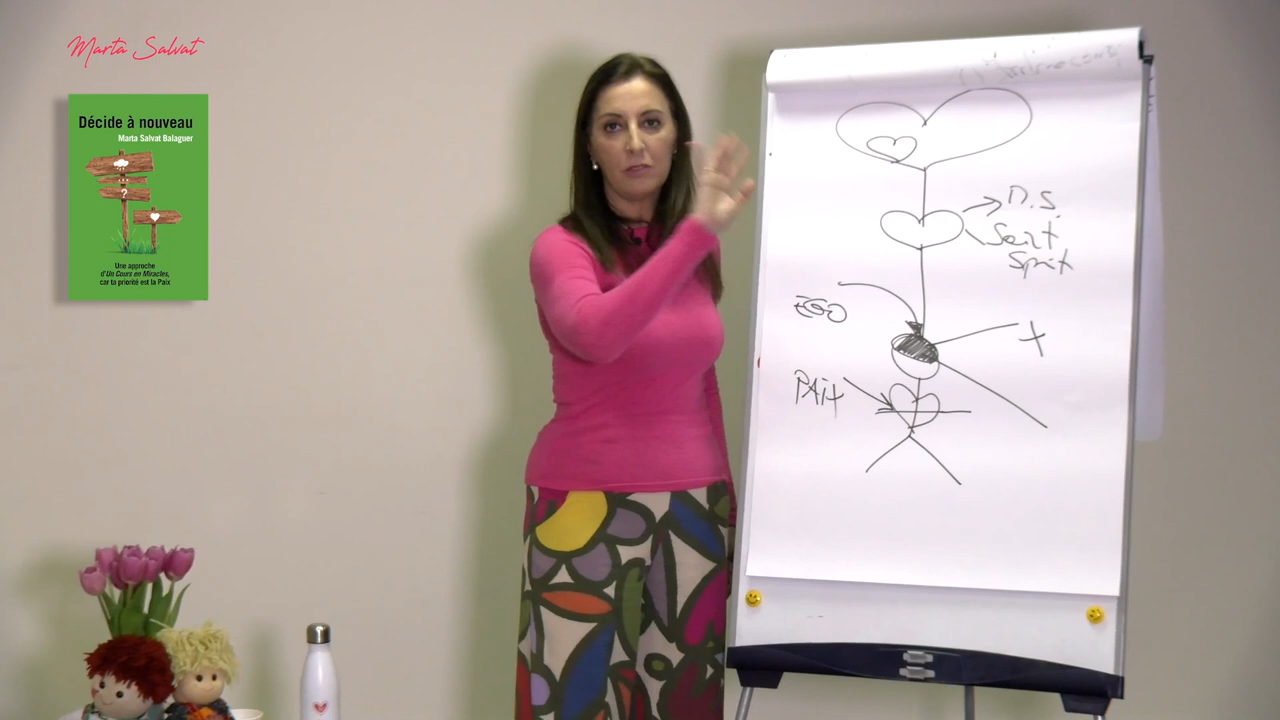 Marta Salvat
Décide à nouveau
Marta Salvat Balaguer
?
Une approche
d'Un Cours en Miracles,
car ta priorité est la Paix
D.S.
Saint
EGO
PAix